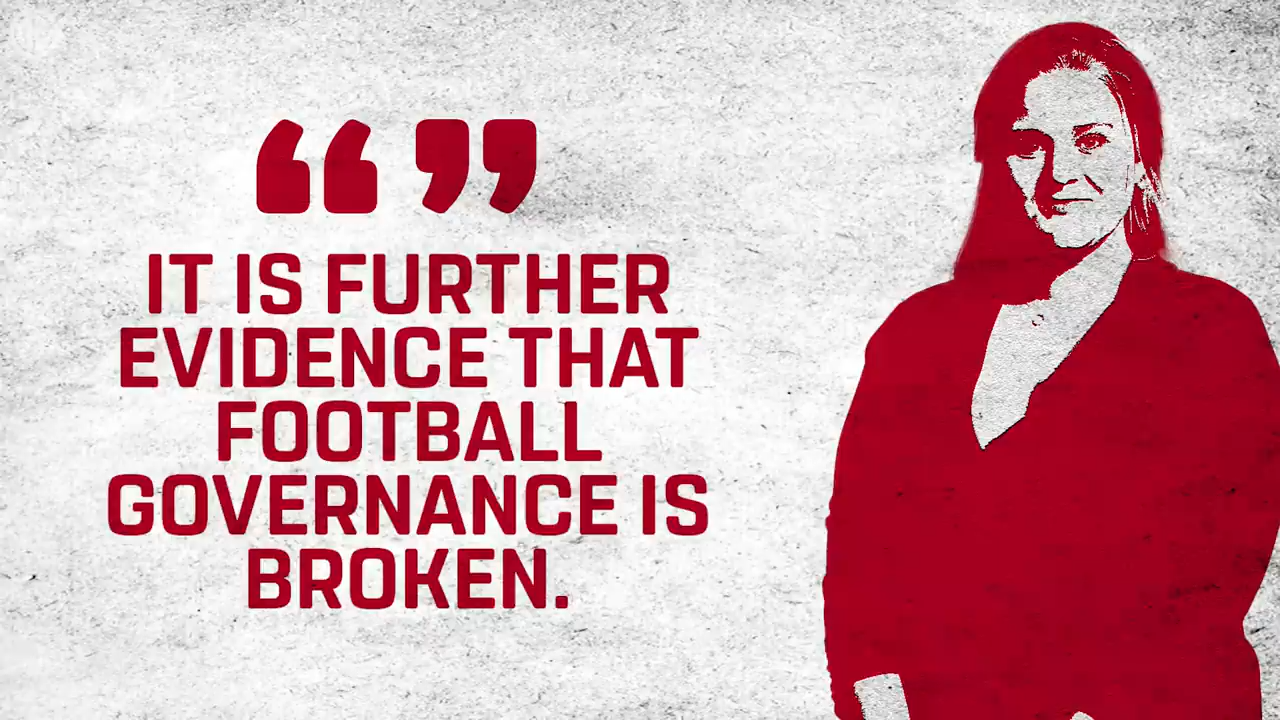 “ ”
IT IS FURTHER
EVIDENCE THAT
FOOTBALL
GOVERNANCE IS
BROKEN.